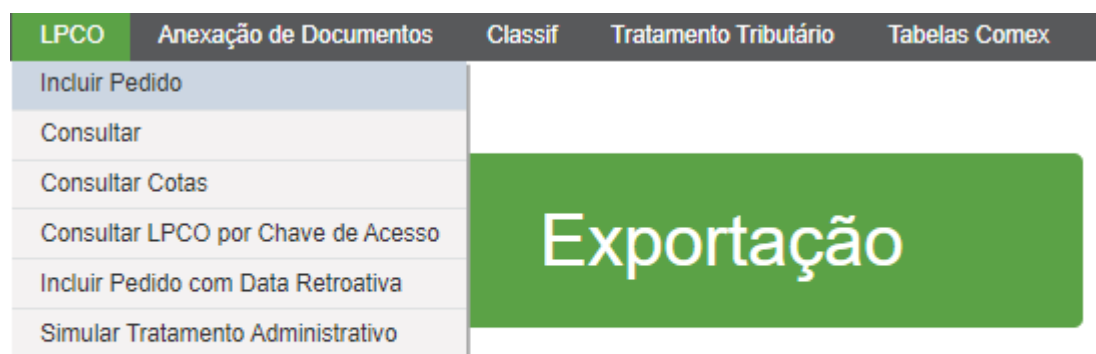 LPCO Anexação de Documentos Classif Tratamento Tributário Tabelas Comex
Incluir Pedido
Consultar
Consultar Cotas
Consultar LPCO por Chave de Acesso
Incluir Pedido com Data Retroativa
Simular Tratamento Administrativo
Exportação